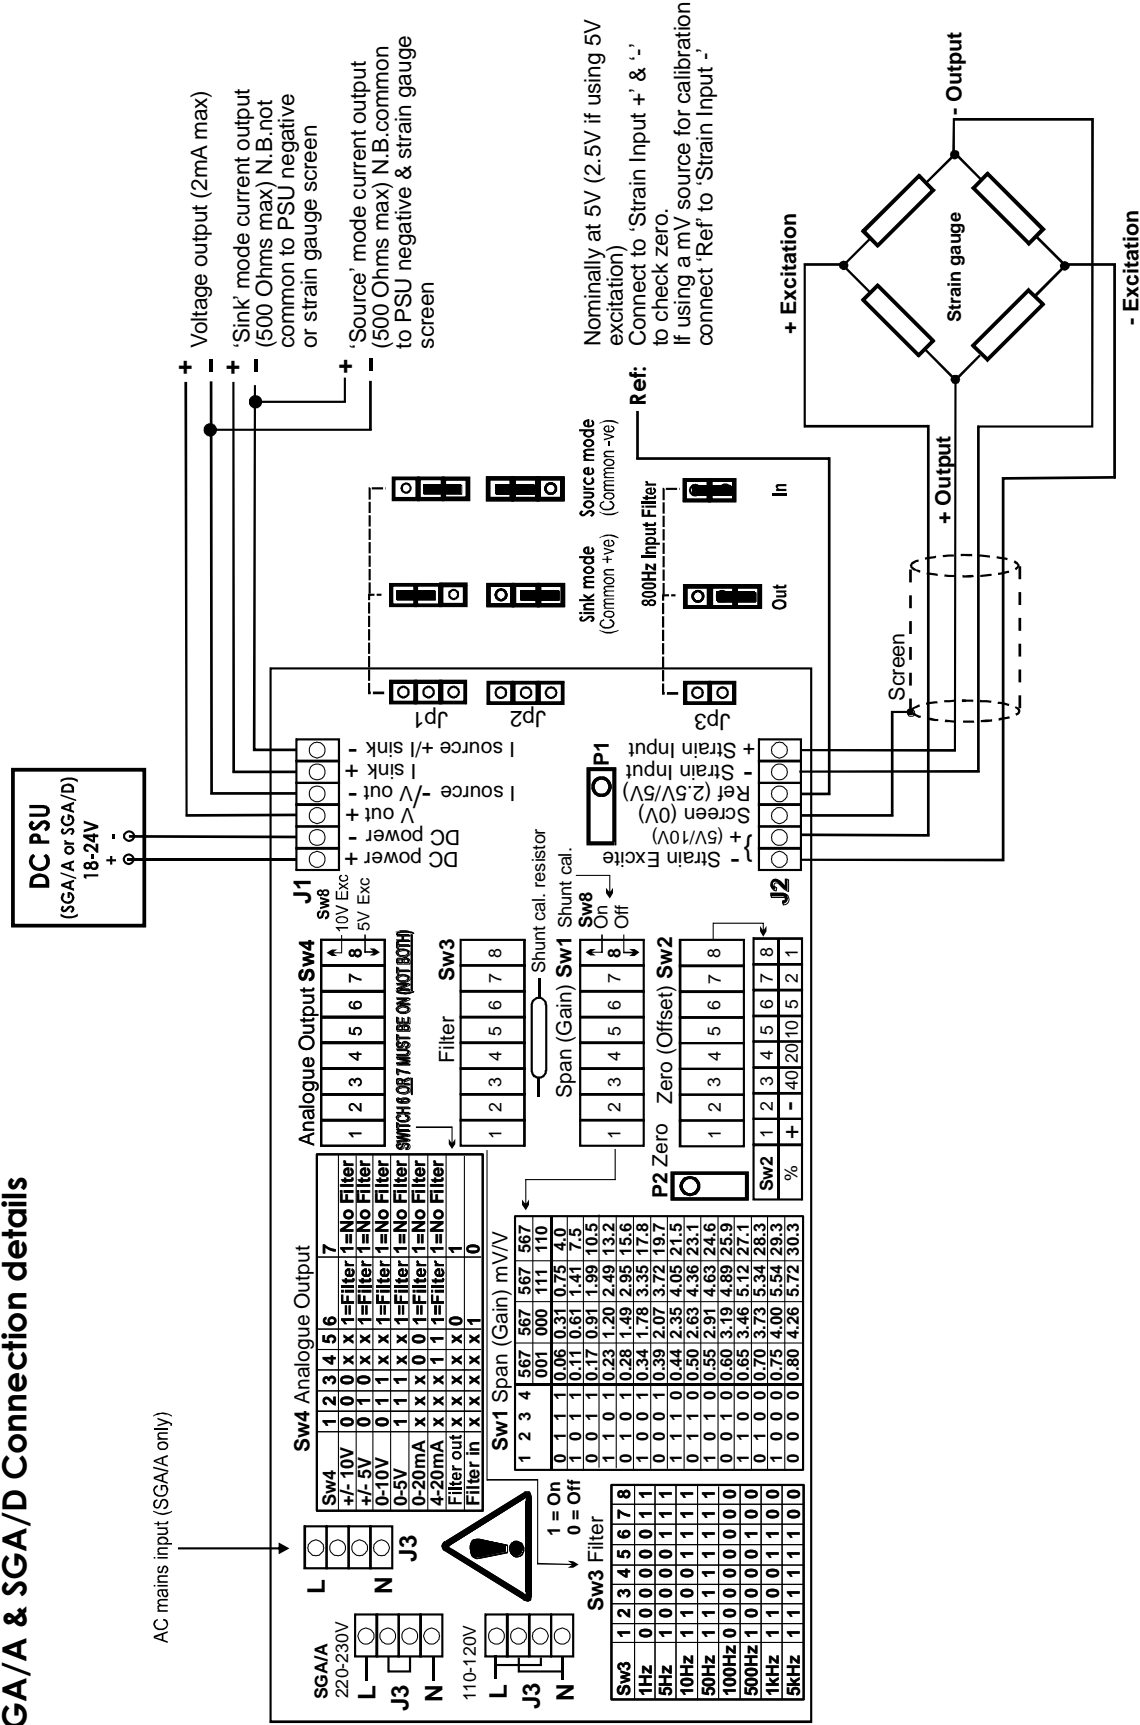 GA/A & SGA/D Connection details
AC mains input (SGA/A only)
DC PSU
(SGA/A or SGA/D)
18-24V
+ -
+
-
Voltage output (2mA max)
+
-
'Sink' mode current output
(500 Ohms max) N.B.not
common to PSU negative
or strain gauge screen
+
-
'Source' mode current output
(500 Ohms max) N.B.common
to PSU negative & strain gauge
screen
SGA/A
220-230V
L
J3
N
110-120V
L
J3
N
L
N
J3
Sw4 Analogue Output
Sw4 1 2 3 4 5 6 7
+/- 10V 0 0 0 x x 1=Filter 1=No Filter
+/- 5V 0 1 0 x x 1=Filter 1=No Filter
0-10V 0 1 1 x x 1=Filter 1=No Filter
0-5V 1 1 1 x x 1=Filter 1=No Filter
0-20mA x x x 0 0 1=Filter 1=No Filter
4-20mA x x x 1 1 1=Filter 1=No Filter
Filter out x x x x x 0 1
Filter in x x x x x 1 0
Analogue Output Sw4
1 2 3 4 5 6 7 8
Sw8
10V Exc
5V Exc
SWITCH 6 OR 7 MUST BE ON (NOT BOTH)
Filter Sw3
1 2 3 4 5 6 7 8
Shunt cal. resistor
Span (Gain) Sw1 Shunt cal.
Sw8
On
Off
1 2 3 4 5 6 7 8
P2 Zero Zero (Offset) Sw2
1 2 3 4 5 6 7 8
Sw2 1 2 3 4 5 6 7 8
% + - 40 20 10 5 2 1
Sw1 Span (Gain) mV/V
1 2 3 4 567 567 567 567
001 000 111 110
0 1 1 1 0.06 0.31 0.75 4.0
0 0 1 1 0.11 0.61 1.41 7.5
0 1 0 1 0.17 0.91 1.99 10.5
1 1 0 1 0.23 1.20 2.49 13.2
0 1 0 1 0.28 1.49 2.95 15.6
1 0 0 1 0.34 1.78 3.35 17.8
0 0 0 1 0.39 2.07 3.72 19.7
1 1 1 0 0.44 2.35 4.05 21.5
0 1 1 0 0.50 2.63 4.36 23.1
1 0 1 0 0.55 2.91 4.63 24.6
0 0 1 0 0.60 3.19 4.89 25.9
1 1 0 0 0.65 3.46 5.12 27.1
0 1 0 0 0.70 3.73 5.34 28.3
1 0 0 0 0.75 4.00 5.54 29.3
0 0 0 0 0.80 4.26 5.72 30.3
1 = On
0 = Off
Sw3 Filter
Sw3 1 2 3 4 5 6 7 8
1Hz 0 0 0 0 0 0 1 1
5Hz 1 0 0 0 0 1 1 1
10Hz 1 1 0 0 1 1 1 1
50Hz 1 1 1 1 1 1 1 1
100Hz 0 0 0 0 0 0 0 0
500Hz 1 0 0 0 0 1 0 0
1kHz 1 1 0 0 1 1 0 0
5kHz 1 1 1 1 1 1 0 0
J1
DC power +
DC power -
V out +
I source -/V out -
I sink +
I source +/I sink -
Jp1
Jp2
Sink mode
(Common +ve)
Source mode
(Common -ve)
Jp3
800Hz Input Filter
Out
In
P1
J2
Strain Excite { -
+ (5V/10V)
Screen (0V)
Ref (2.5V/5V)
Strain Input -
Strain Input +
Ref:
Nominally at 5V (2.5V if using 5V
excitation)
Connect to 'Strain Input +' & '-'
to check zero.
If using a mV source for calibration
connect 'Ref' to 'Strain Input -'
Screen
+ Output
+ Excitation
Strain gauge
- Output
- Excitation